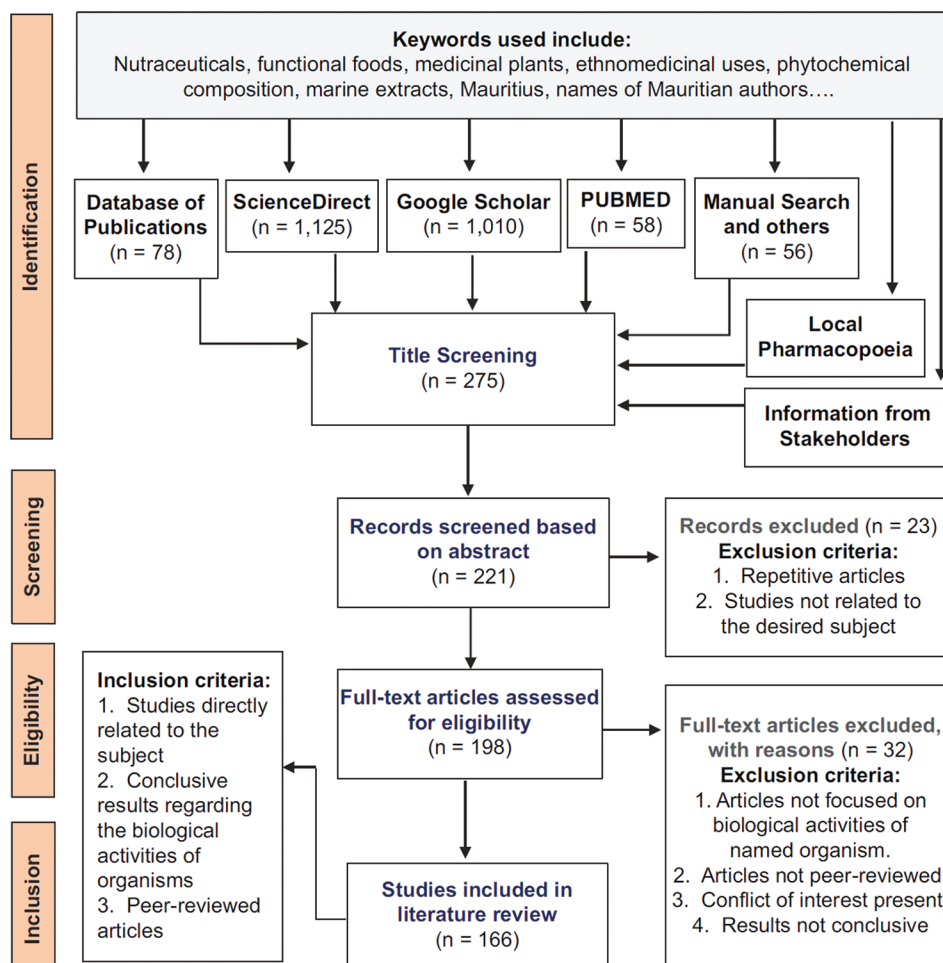 Keywords used include:
Nutraceuticals, functional foods, medicinal plants, ethnomedicinal uses, phytochemical
composition, marine extracts, Mauritius, names of Mauritian authors….
Identification
Database of
Publications
(n = 78)
ScienceDirect
(n = 1,125)
Google Scholar
(n = 1,010)
PUBMED
(n = 58)
Manual Search
and others
(n = 56)
Title Screening
(n = 275)
Local
Pharmacopoeia
Information from
Stakeholders
Screening
Records screened based
on abstract
(n = 221)
Records excluded (n = 23)
Exclusion criteria:
1. Repetitive articles
2. Studies not related to
the desired subject
Eligibility
Inclusion criteria:
1. Studies directly
related to the
subject
2. Conclusive
results regarding
the biological
activities of
organisms
3. Peer-reviewed
articles
Full-text articles assessed
for eligibility
(n = 198)
Full-text articles excluded,
with reasons (n = 32)
Exclusion criteria:
1. Articles not focused on
biological activities of
named organism.
2. Articles not peer-reviewed
3. Conflict of interest present
4. Results not conclusive
Inclusion
Studies included in
literature review
(n = 166)